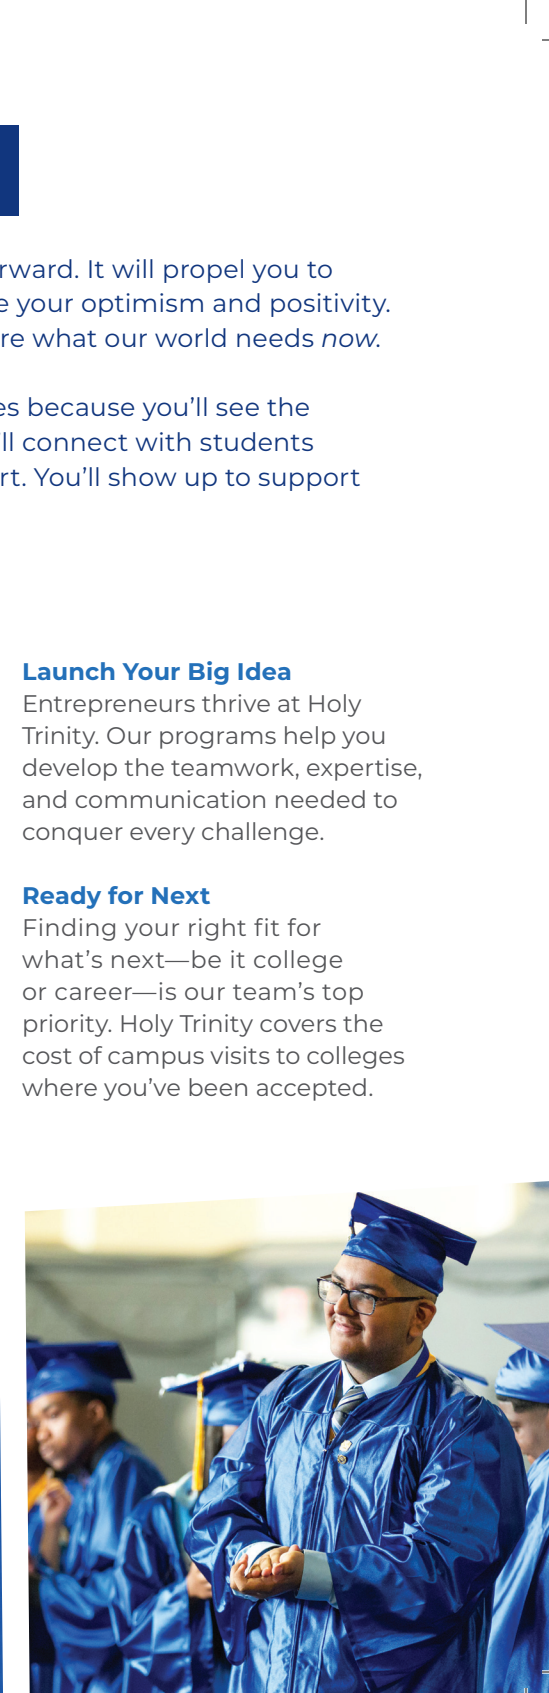 rward. It will propel you to
e your optimism and positivity.
re what our world needs now.
es because you’ll see the
’ll connect with students
rt. You’ll show up to support
Launch Your Big Idea
Entrepreneurs thrive at Holy
Trinity. Our programs help you
develop the teamwork, expertise,
and communication needed to
conquer every challenge.
Ready for Next
Finding your right fit for
what’s next—be it college
or career—is our team’s top
priority. Holy Trinity covers the
cost of campus visits to colleges
where you’ve been accepted.